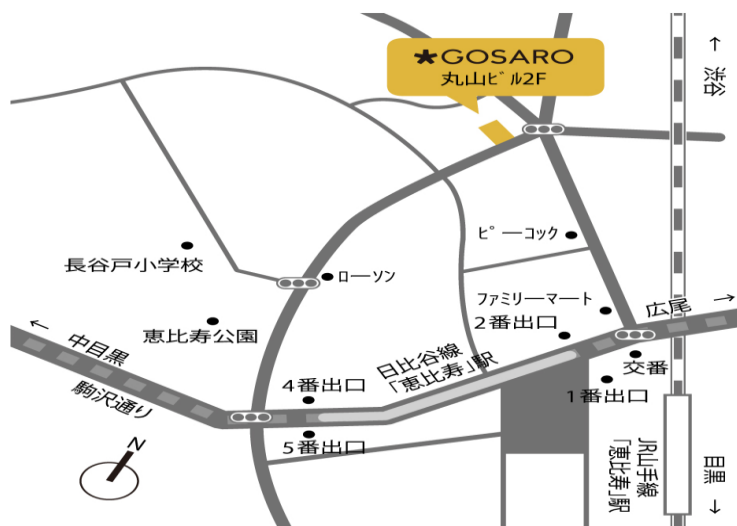 *GOSARO
丸山ビル2F
← 渋谷
ピーコック
長谷戸小学校
ローソン
ファミリーマート
広尾 →
恵比寿公園
2番出口
← 中目黒
日比谷線
「恵比寿」駅
交番
駒沢通り
4番出口
1番出口
5番出口
N
JR山手線
「恵比寿」駅
目黒 →